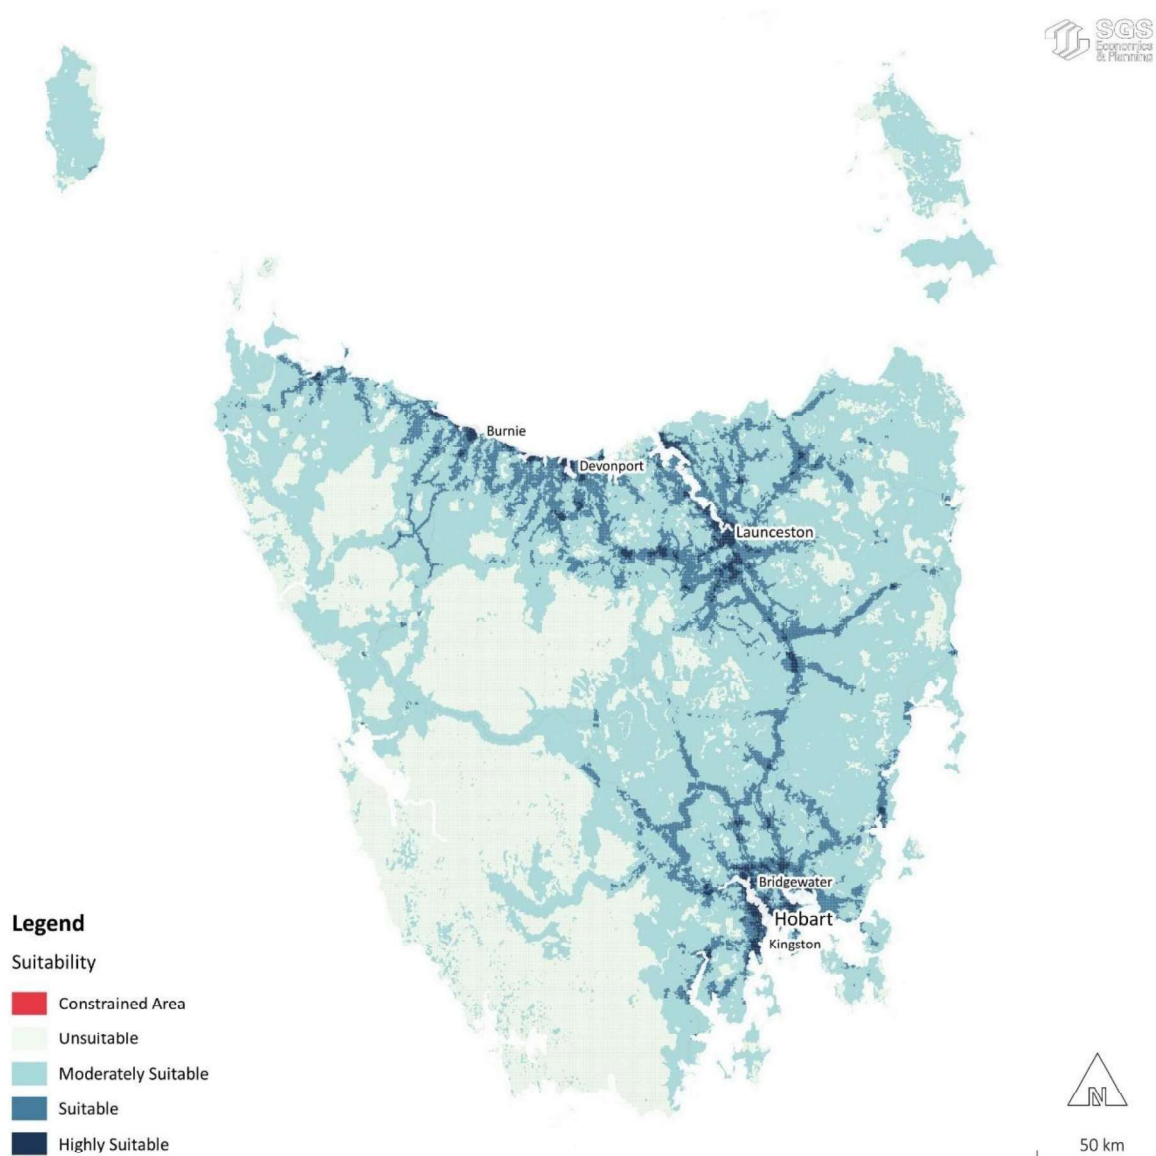 SGS
Economics
& Planning
Burnie
Devonport
Launceston
Bridgewater
Hobart
Kingston
Legend
Suitability
Constrained Area
Unsuitable
Moderately Suitable
Suitable
Highly Suitable
N
50 km